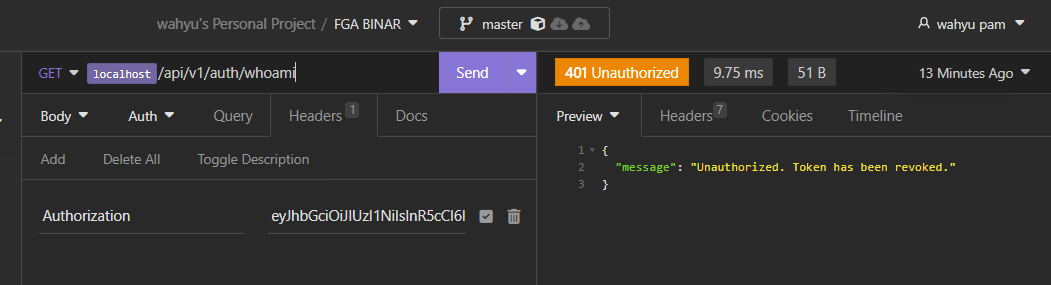 wahyu's Personal Project / FGA BINAR
master
wahyu pam
GET localhost/api/v1/auth/whoami
Send
401 Unauthorized 9.75 ms 51 B
13 Minutes Ago
Body Auth Query Headers 1 Docs
Preview Headers 7 Cookies Timeline
Add Delete All Toggle Description
1 {
2 "message": "Unauthorized. Token has been revoked."
3 }
Authorization eyJhbGciOiJIUzI1NiIsInR5cCI6I